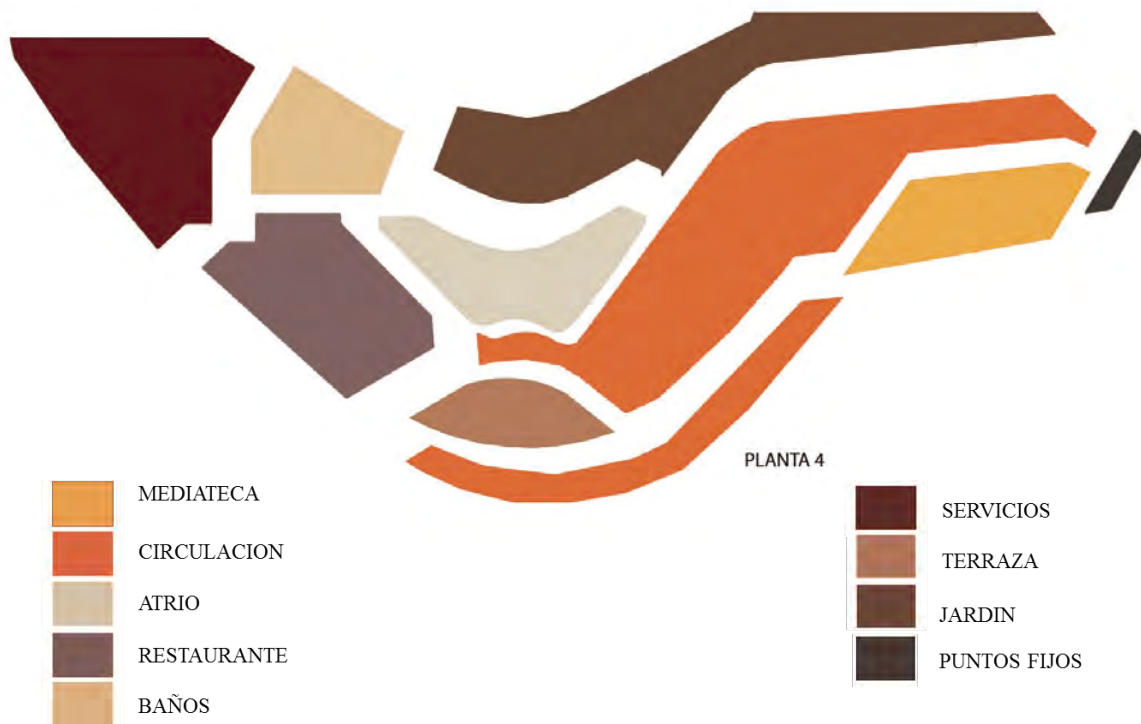 PLANTA 4
MEDIATECA
CIRCULACION
ATRIO
RESTAURANTE
BAÑOS
SERVICIOS
TERRAZA
JARDIN
PUNTOS FIJOS